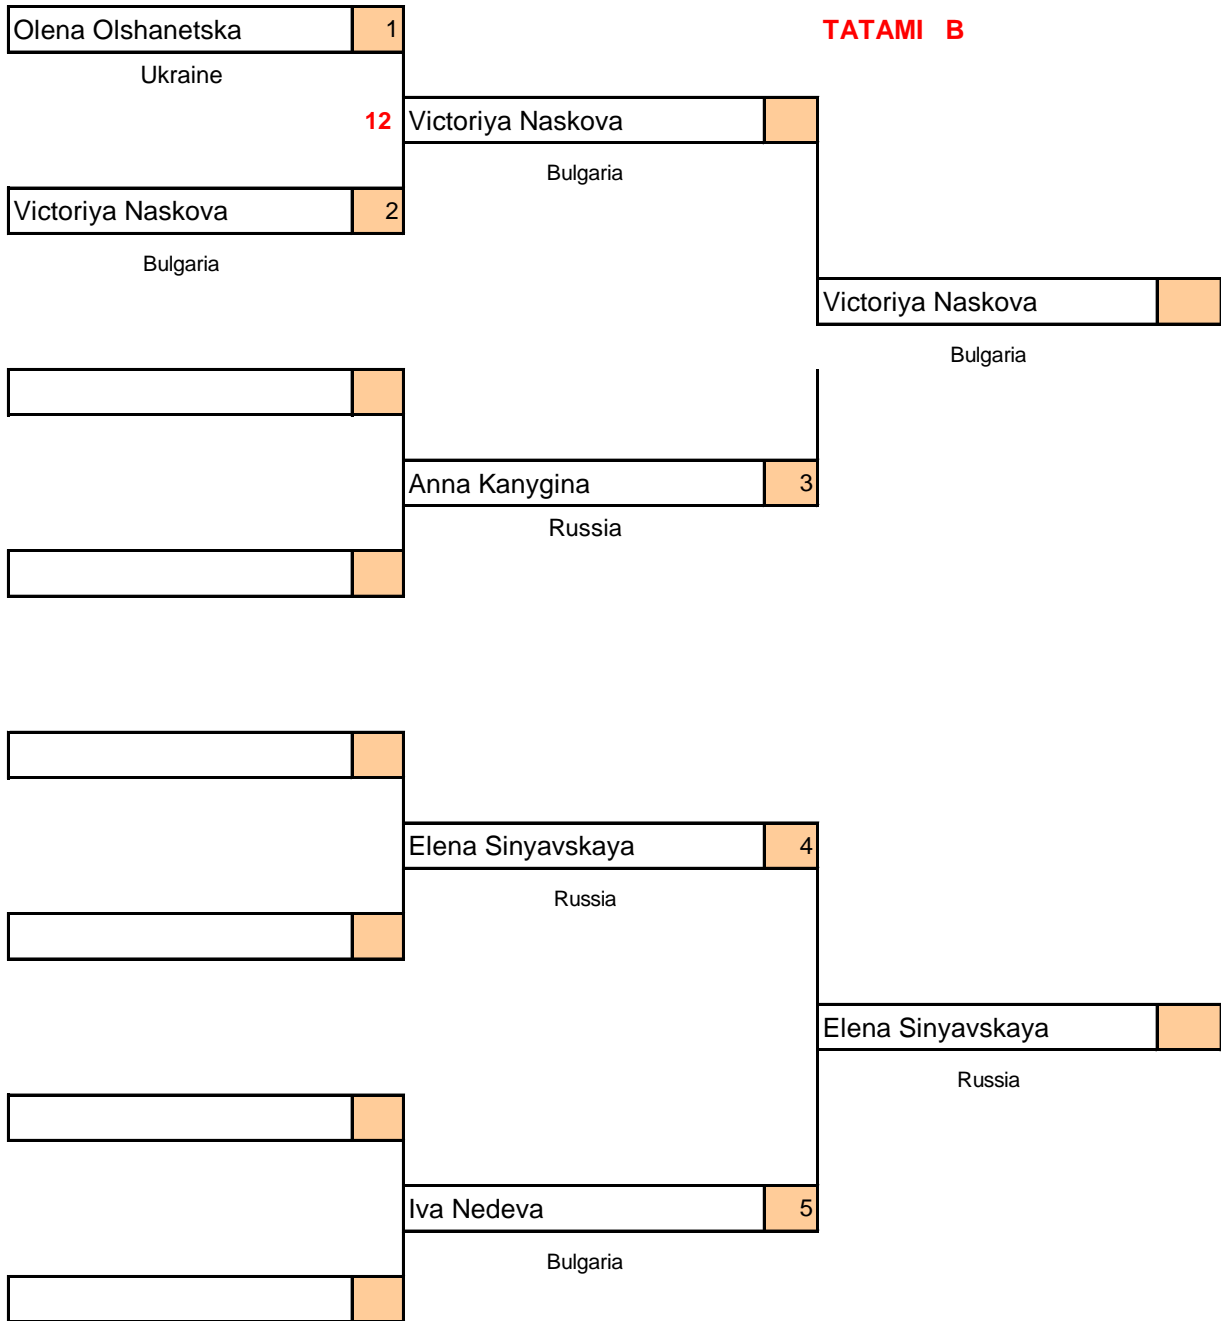 Olena Olshanetska 1
TATAMI B
Ukraine
12 Victoriya Naskova
Bulgaria
Victoriya Naskova 2
Bulgaria
Victoriya Naskova
Bulgaria
Anna Kanygina 3
Russia
Elena Sinyavskaya 4
Russia
Elena Sinyavskaya
Russia
Iva Nedeva 5
Bulgaria